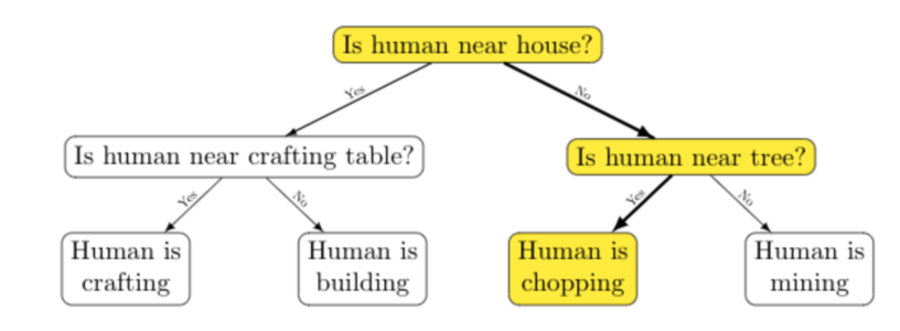 Is human near house?
Yes
No
Is human near crafting table?
Is human near tree?
Yes
No
Yes
No
Human is
crafting
Human is
building
Human is
chopping
Human is
mining